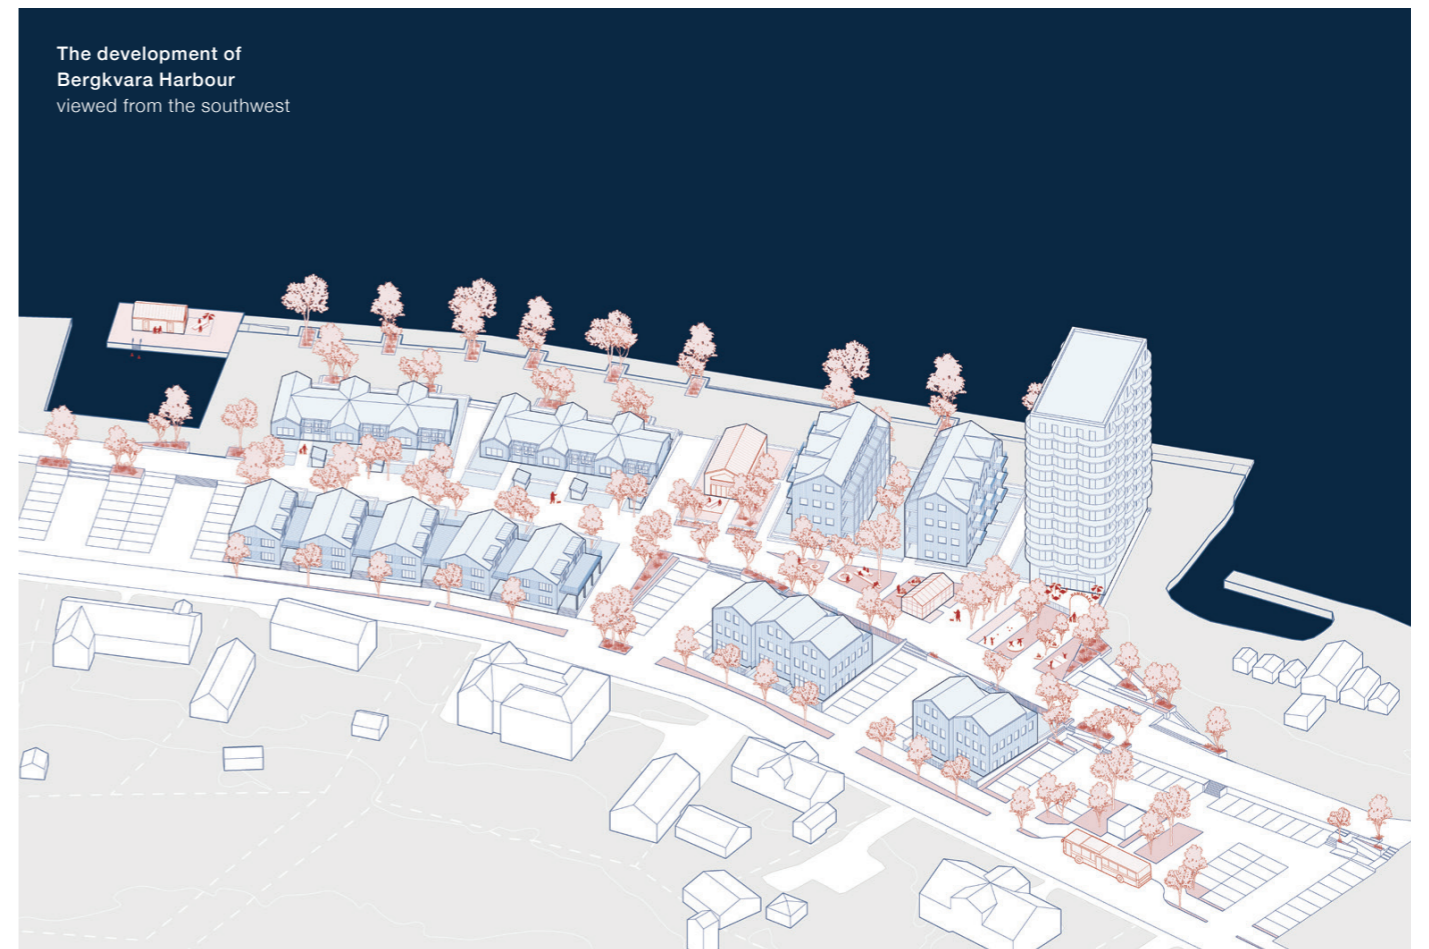 The development of
Bergkvara Harbour
viewed from the southwest